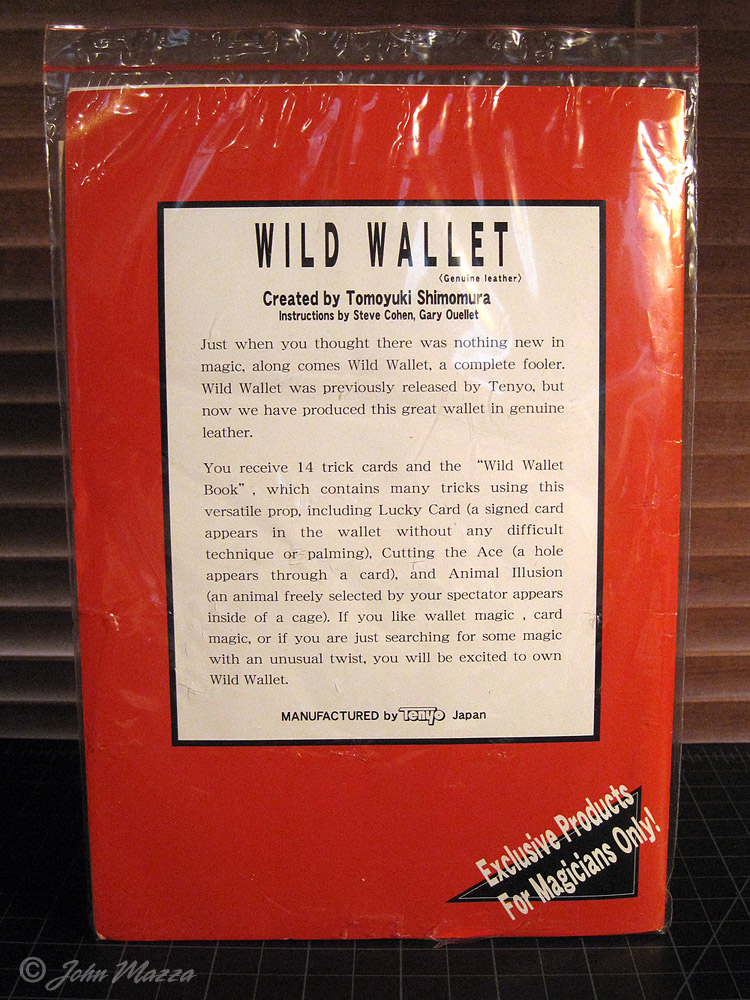 WILD WALLET
〈Genuine leather〉
Created by Tomoyuki Shimomura
Instructions by Steve Cohen, Gary Ouellet
Just when you thought there was nothing new in
magic, along comes Wild Wallet, a complete fooler.
Wild Wallet was previously released by Tenyo, but
now we have produced this great wallet in genuine
leather.
You receive 14 trick cards and the “Wild Wallet
Book”, which contains many tricks using this
versatile prop, including Lucky Card (a signed card
appears in the wallet without any difficult
technique or palming), Cutting the Ace (a hole
appears through a card), and Animal Illusion
(an animal freely selected by your spectator appears
inside of a cage). If you like wallet magic , card
magic, or if you are just searching for some magic
with an unusual twist, you will be excited to own
Wild Wallet.
MANUFACTURED by Tenyo Japan
Exclusive Products
For Magicians Only!
© John Mazza